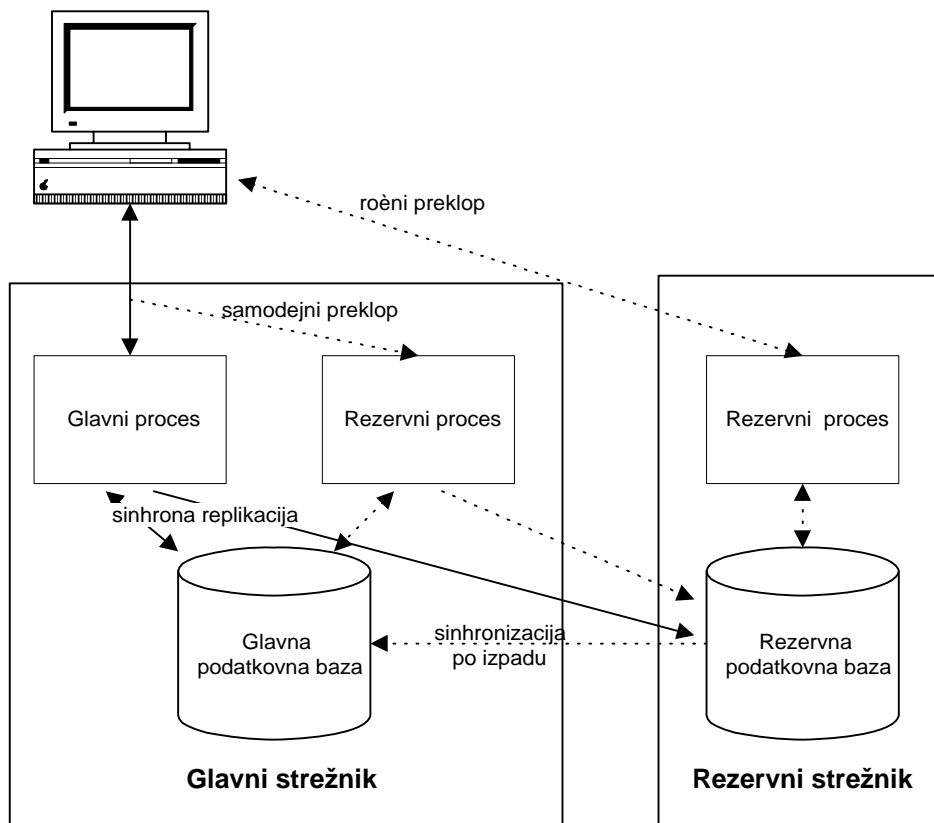 roèni preklop
samodejni preklop
Glavni proces
Rezervni proces
Rezervni proces
sinhrona replikacija
Glavna
podatkovna baza
sinhronizacija
po izpadu
Rezervna
podatkovna baza
Glavni strežnik
Rezervni strežnik